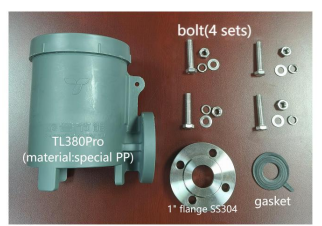 bolt(4 sets)
TL380Pro
(material:special PP)
1" flange SS304
gasket